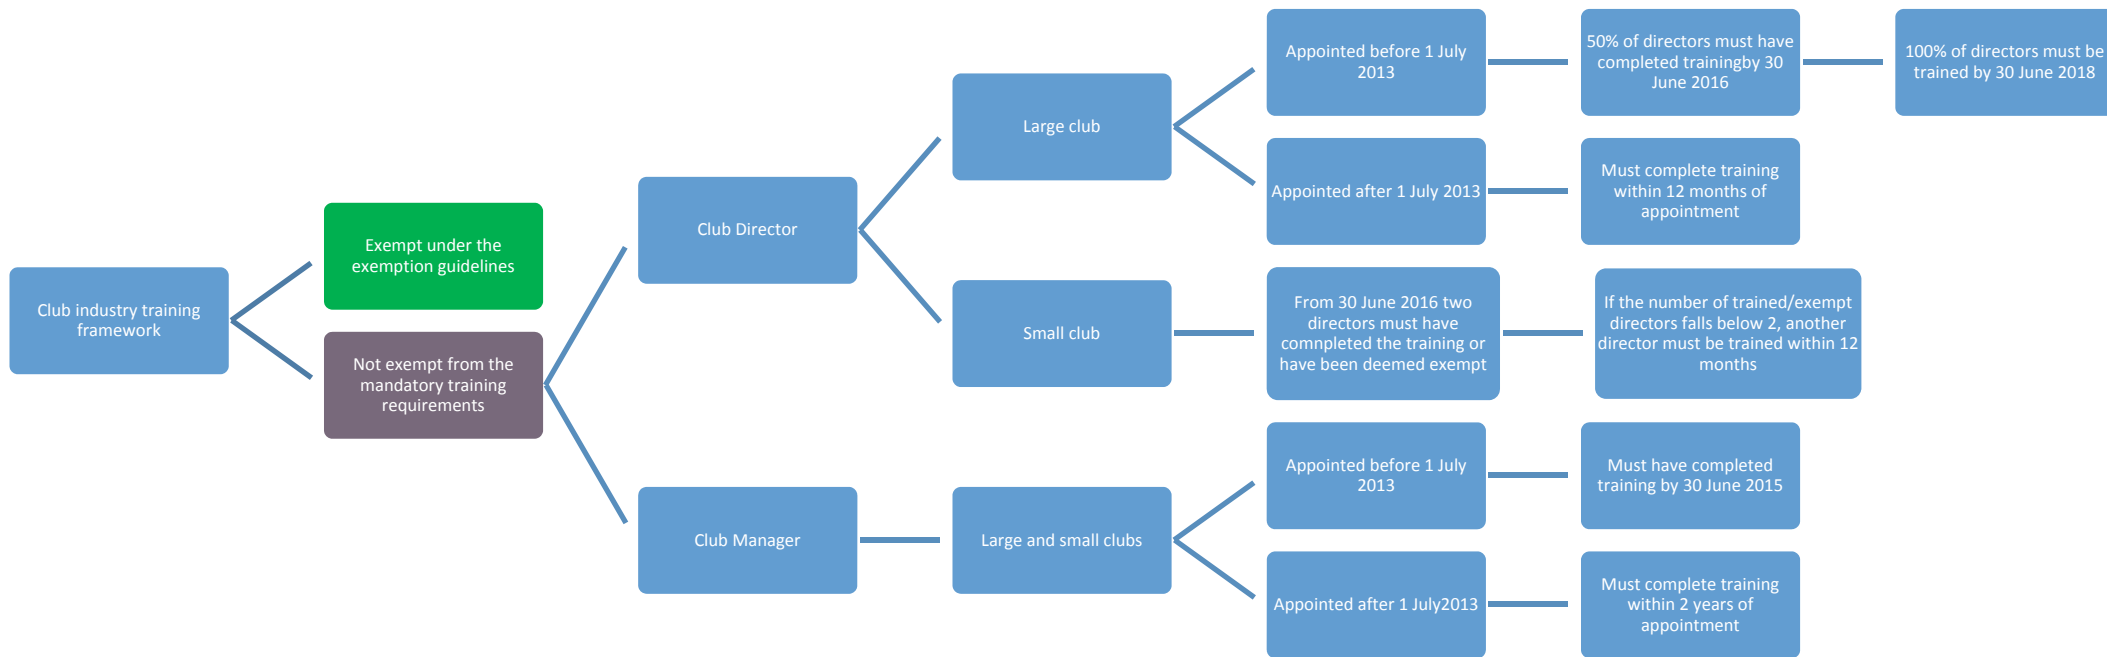 Club industry training
framework
Exempt under the
exemption guidelines
Not exempt from the
mandatory training
requirements
Club Director
Large club
Appointed before 1 July
2013
50% of directors must have
completed trainingby 30
June 2016
100% of directors must be
trained by 30 June 2018
Appointed after 1 July 2013
Must complete training
within 12 months of
appointment
Small club
From 30 June 2016 two
directors must have
comnpleted the training or
have been deemed exempt
If the number of trained/exempt
directors falls below 2, another
director must be trained within 12
months
Club Manager
Large and small clubs
Appointed before 1 July
2013
Must have completed
training by 30 June 2015
Appointed after 1 July2013
Must complete training
within 2 years of
appointment